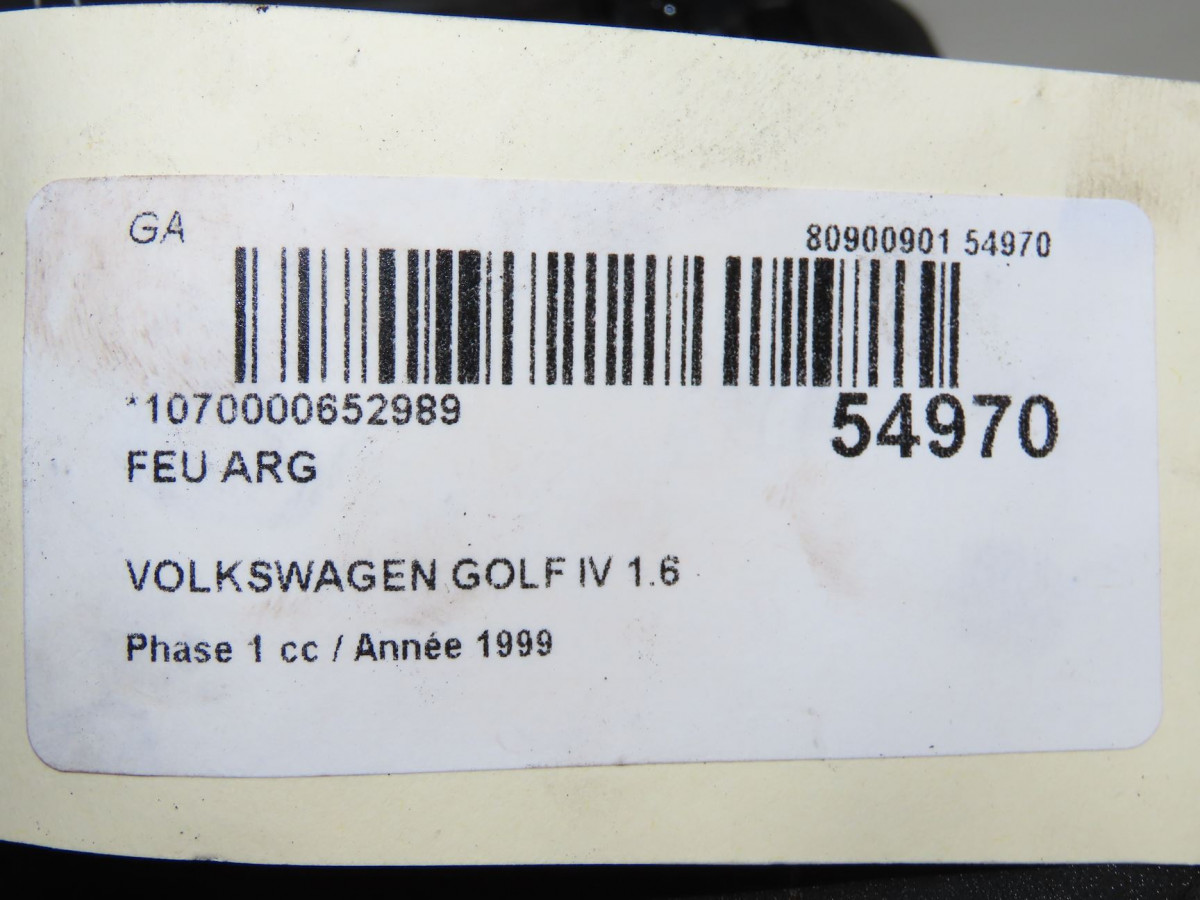 GA
80900901 54970
*1070000652989
54970
FEU ARG
VOLKSWAGEN GOLF IV 1.6
Phase 1 cc / Année 1999